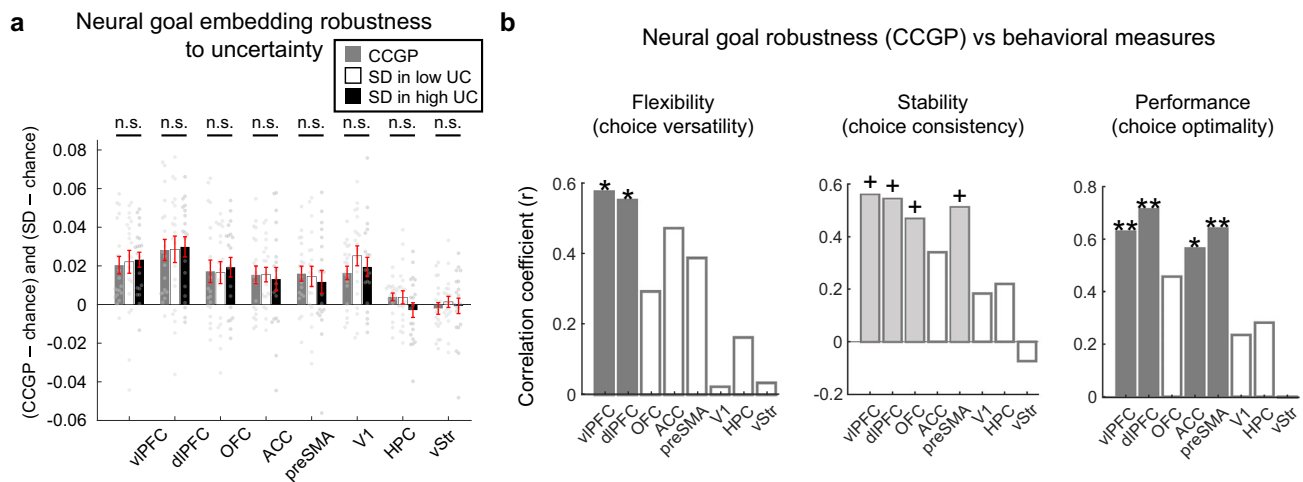 a
Neural goal embedding robustness
to uncertainty
CCGP
SD in low UC
SD in high UC
n.s. n.s. n.s. n.s. n.s. n.s. n.s. n.s.
(CCGP – chance) and (SD – chance)
0.08
0.06
0.04
0.02
0
-0.02
-0.04
-0.06
vlPFC dlPFC OFC ACC preSMA V1 HPC vStr
b
Neural goal robustness (CCGP) vs behavioral measures
Flexibility
(choice versatility)
Correlation coefficient (r)
0.6
0.4
0.2
0
* *
vlPFC dlPFC OFC ACC preSMA V1 HPC vStr
Stability
(choice consistency)
0.6
0.4
0.2
0
-0.2
+ + + +
vlPFC dlPFC OFC ACC preSMA V1 HPC vStr
Performance
(choice optimality)
0.8
0.6
0.4
0.2
0
** ** * **
vlPFC dlPFC OFC ACC preSMA V1 HPC vStr